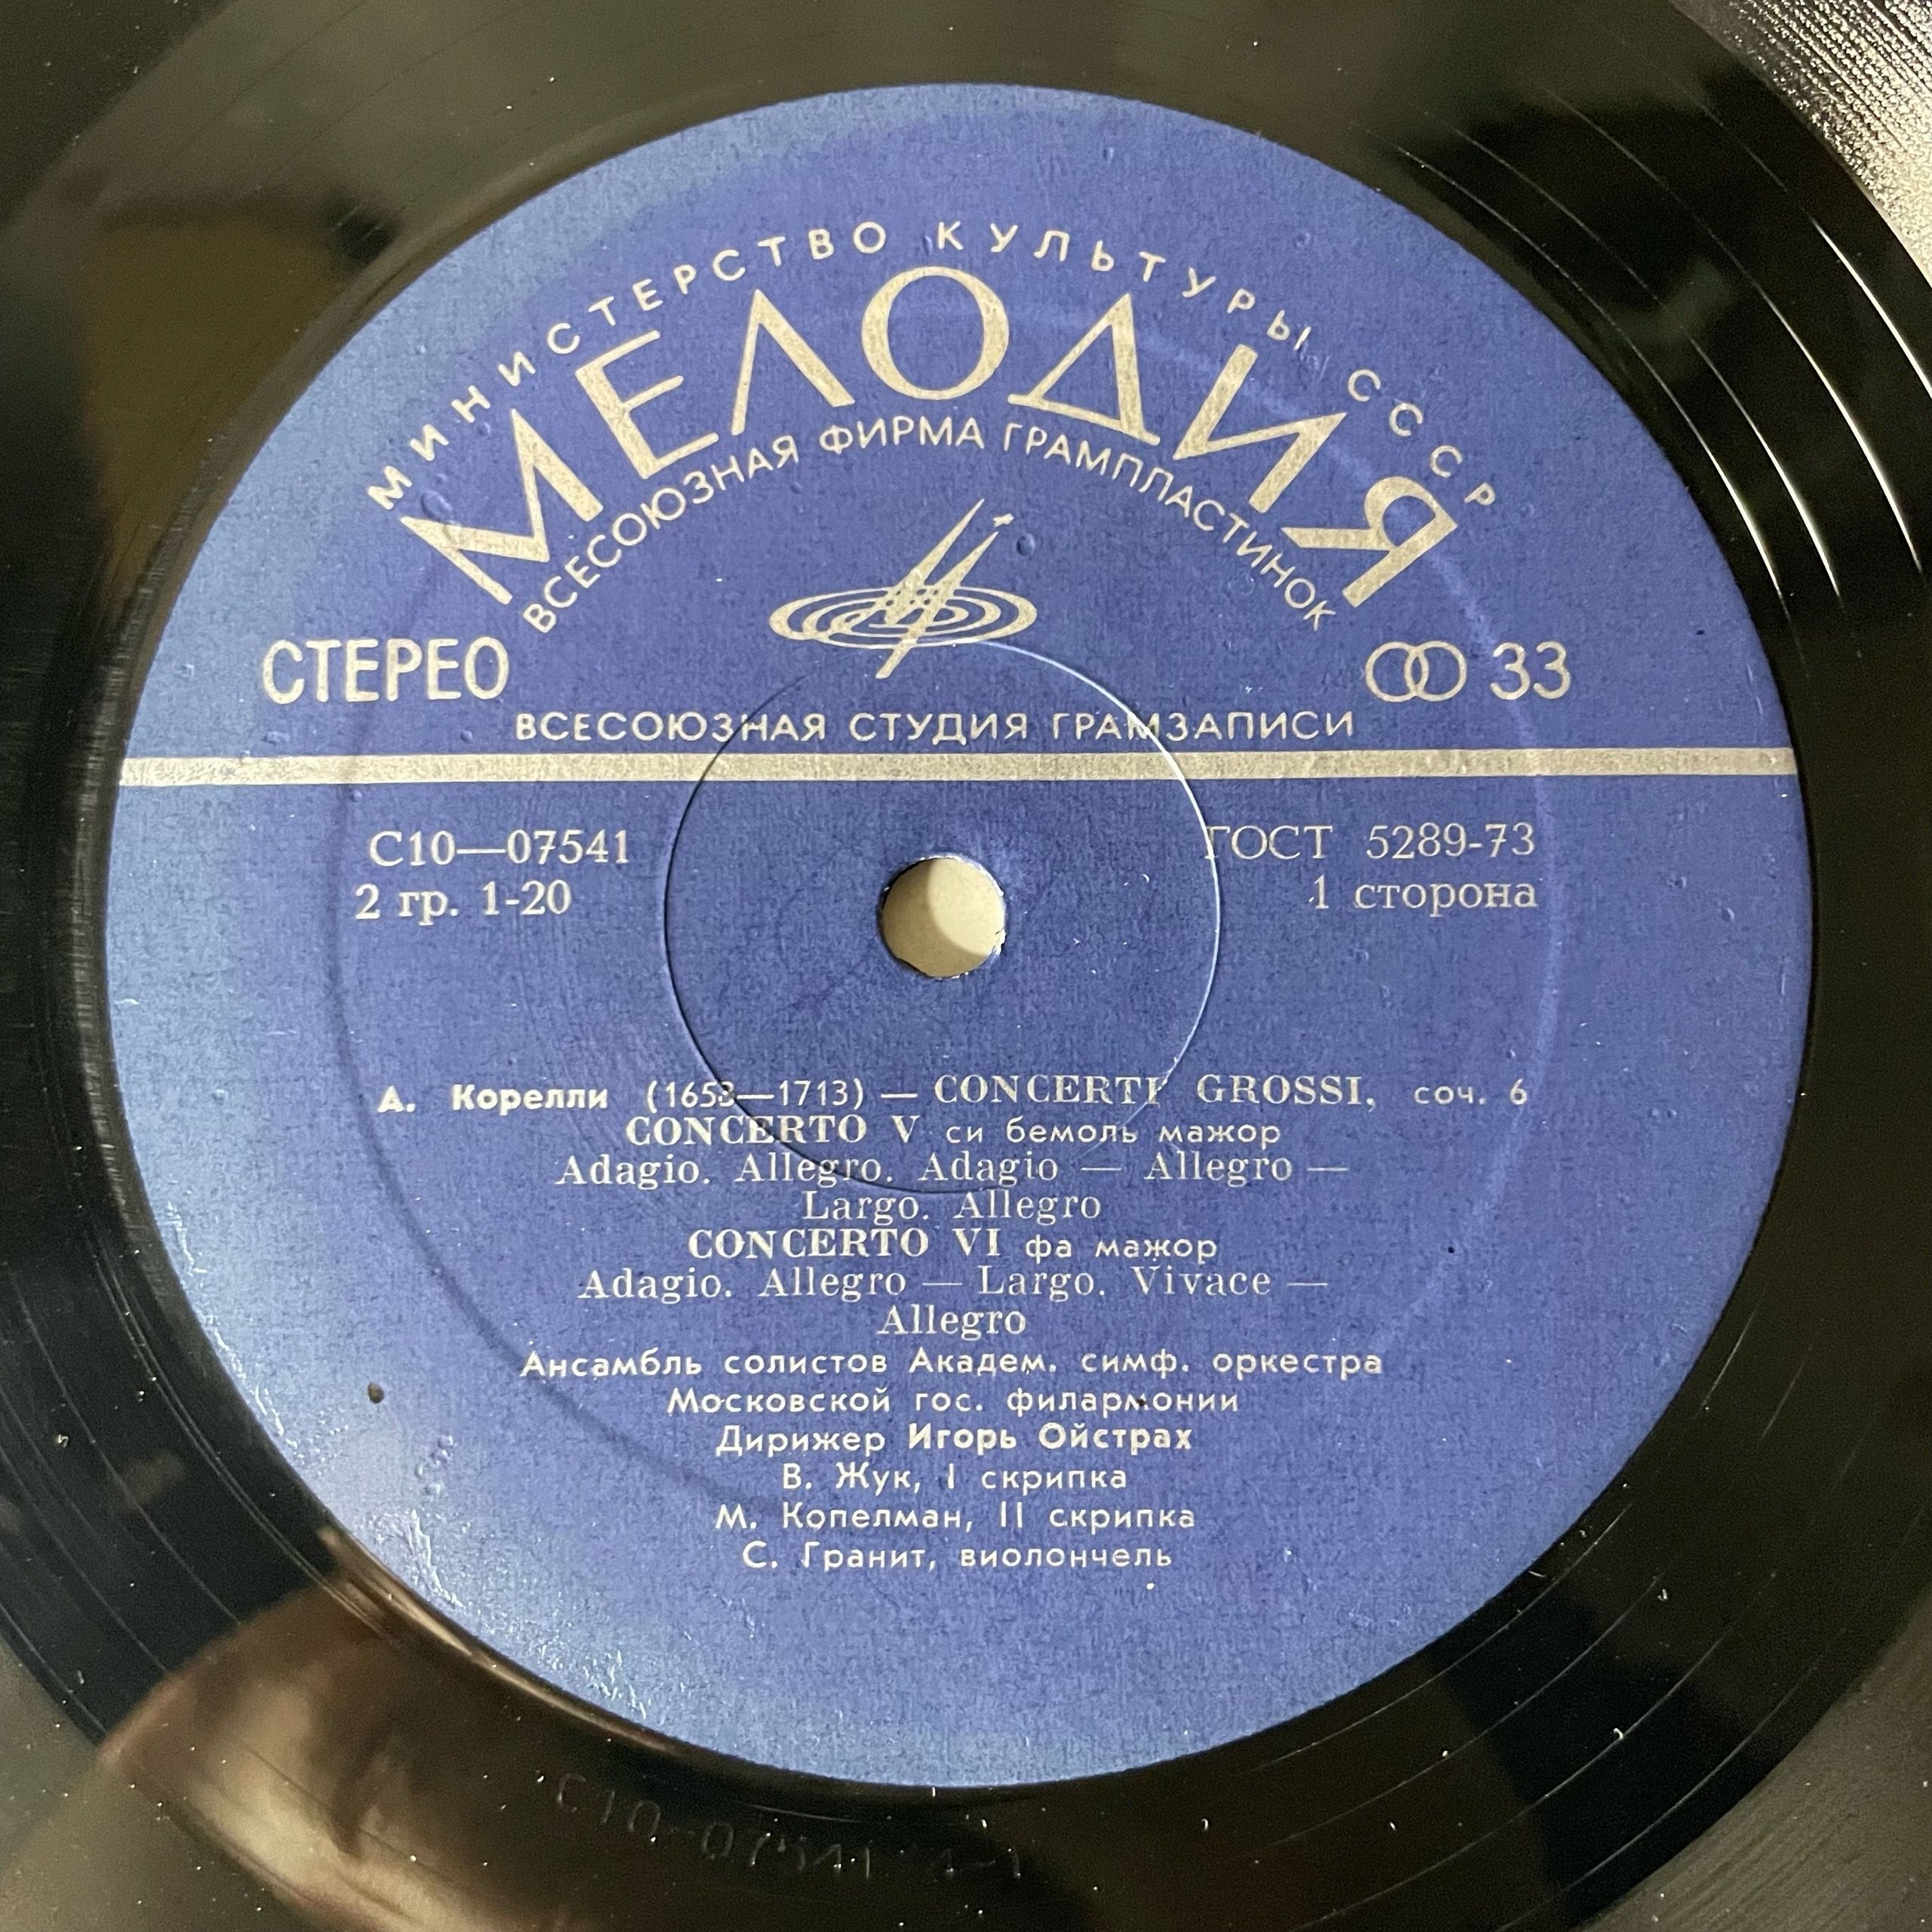 МИНИСТЕРСТВО КУЛЬТУРЫ СССР
МЕЛОДИЯ
ВСЕСОЮЗНАЯ ФИРМА ГРАМПЛАСТИНОК
СТЕРЕО
33
ВСЕСОЮЗНАЯ СТУДИЯ ГРАМЗАПИСИ
С10—07541
ГОСТ 5289-73
2 гр. 1-20
1 сторона
А. Корелли (1653—1713) — CONCERTI GROSSI, соч. 6
CONCERTO V си бемоль мажор
Adagio. Allegro. Adagio — Allegro —
Largo. Allegro
CONCERTO VI фа мажор
Adagio. Allegro — Largo. Vivace —
Allegro
Ансамбль солистов Академ. симф. оркестра
Московской гос. филармонии
Дирижер Игорь Ойстрах
В. Жук, I скрипка
М. Копелман, II скрипка
С. Гранит, виолончель
С10-07541